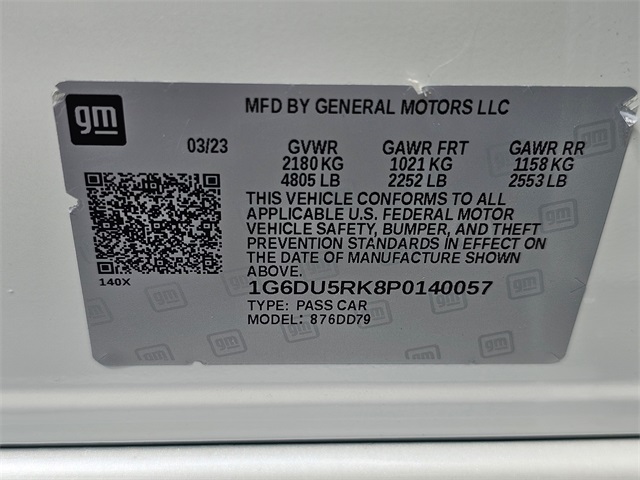 gm
MFD BY GENERAL MOTORS LLC
03/23 GVWR GAWR FRT GAWR RR
2180 KG 1021 KG 1158 KG
4805 LB 2252 LB 2553 LB
THIS VEHICLE CONFORMS TO ALL
APPLICABLE U.S. FEDERAL MOTOR
VEHICLE SAFETY, BUMPER, AND THEFT
PREVENTION STANDARDS IN EFFECT ON
THE DATE OF MANUFACTURE SHOWN
ABOVE.
140X
1G6DU5RK8P0140057
TYPE: PASS CAR
MODEL: 876DD79